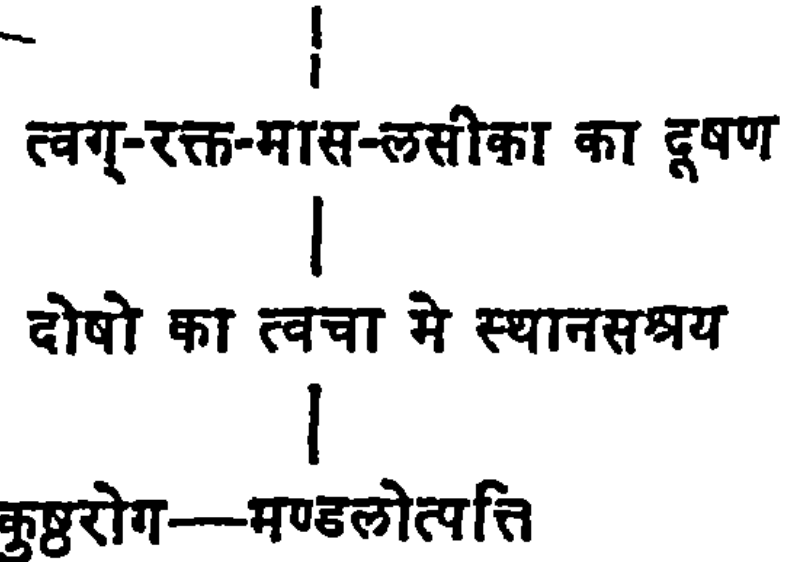 त्वग्-रक्त-मास-लसीका का दूषण
दोषो का त्वचा मे स्थानसश्रय
कुष्ठरोग—मण्डलोत्पत्ति